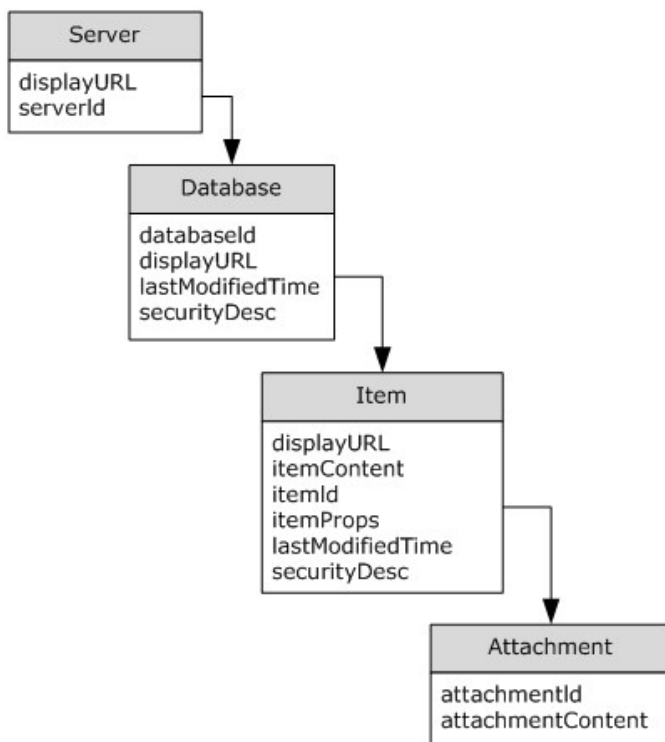 Server
displayURL
serverId
Database
databaseId
displayURL
lastModifiedTime
securityDesc
Item
displayURL
itemContent
itemId
itemProps
lastModifiedTime
securityDesc
Attachment
attachmentId
attachmentContent